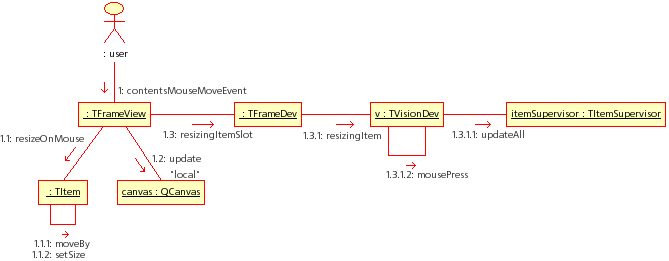 : user
1: contentsMouseMoveEvent
: TFrameView
: TFrameDev
v : TVisionDev
itemSupervisor : TItemSupervisor
1.1: resizeOnMouse
1.3: resizingItemSlot
1.3.1: resizingItem
1.3.1.1: updateAll
1.2: update
"local"
1.3.1.2: mousePress
: TItem
canvas : QCanvas
1.1.1: moveBy
1.1.2: setSize